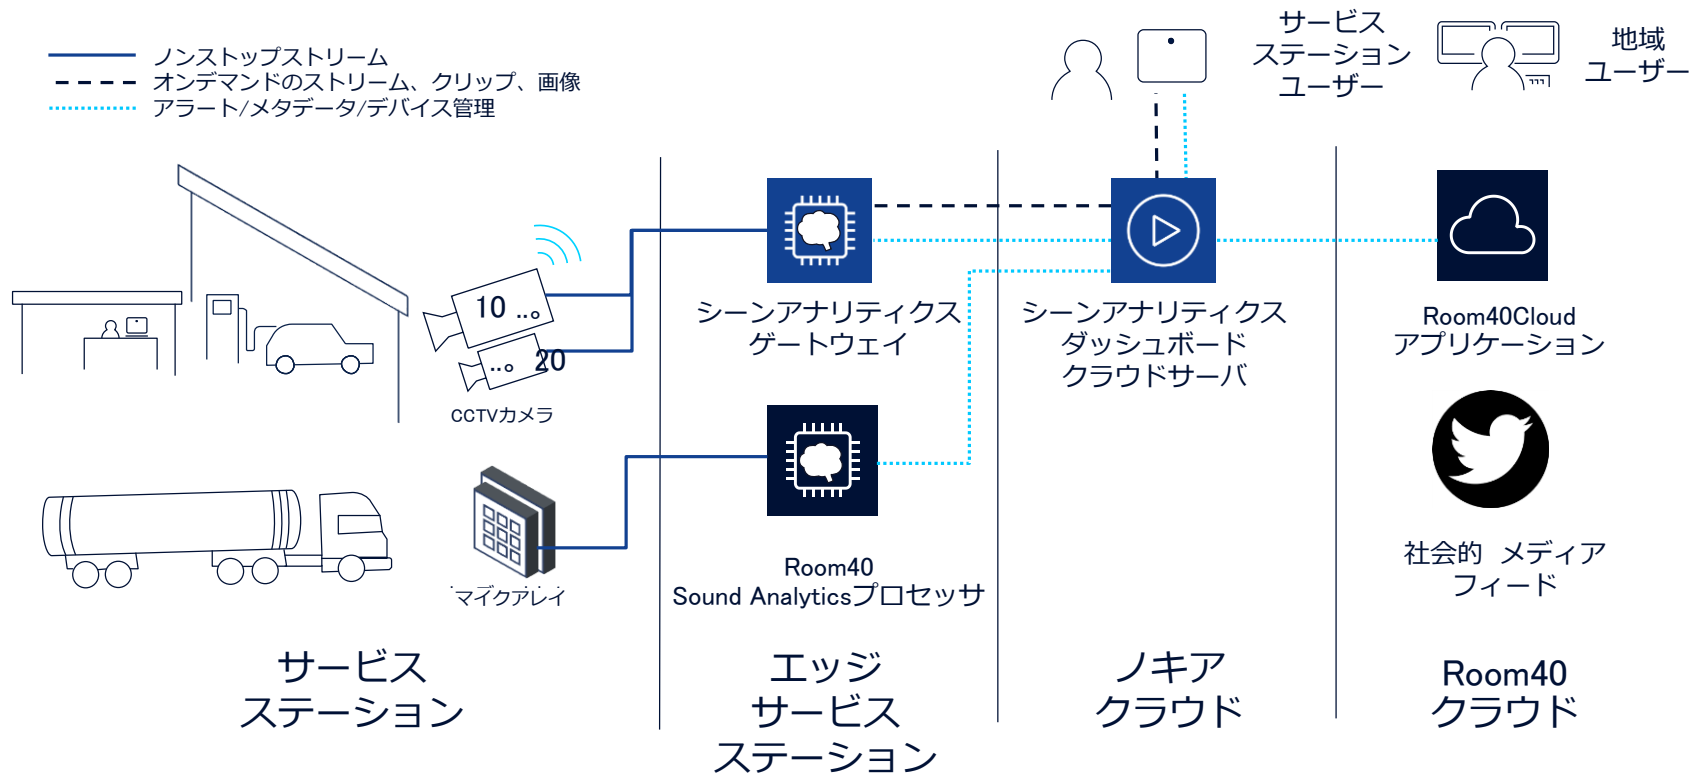 ノンストップストリーム
オンデマンドのストリーム、クリップ、画像
アラート/メタデータ/デバイス管理
サービス
ステーション
ユーザー
地域
ユーザー
10 ..。
..。 20
CCTVカメラ
マイクアレイ
シーンアナリティクス
ゲートウェイ
Room40
Sound Analyticsプロセッサ
シーンアナリティクス
ダッシュボード
クラウドサーバ
Room40Cloud
アプリケーション
社会的 メディア
フィード
サービス
ステーション
エッジ
サービス
ステーション
ノキア
クラウド
Room40
クラウド